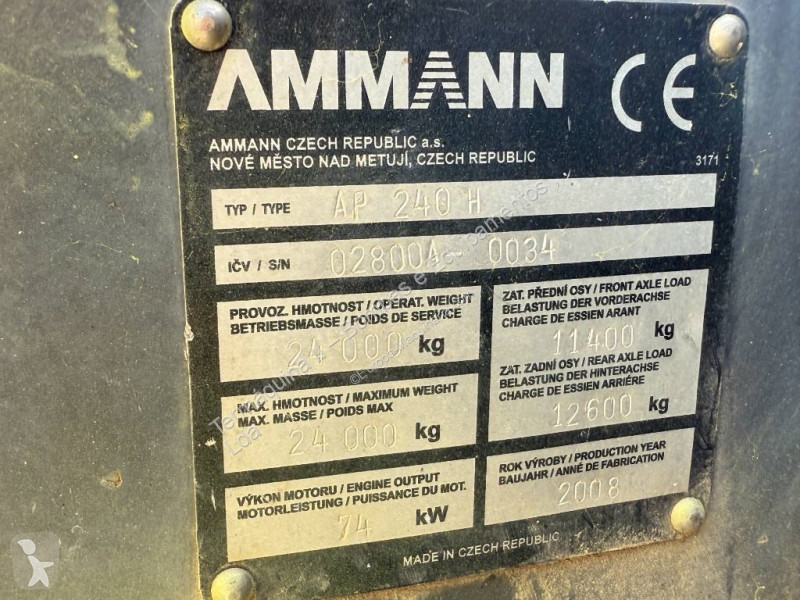 AMMANN
CE
AMMANN CZECH REPUBLIC a.s.
NOVÉ MĚSTO NAD METUJÍ, CZECH REPUBLIC
3171
TYP / TYPE AP 240 H
IČV / S/N 028004 0034
PROVOZ. HMOTNOST / OPERAT. WEIGHT
BETRIEBSMASSE / POIDS DE SERVICE
24 000 kg
MAX. HMOTNOST / MAXIMUM WEIGHT
MAX. MASSE / POIDS MAX
24 000 kg
VÝKON MOTORU / ENGINE OUTPUT
MOTORLEISTUNG / PUISSANCE DU MOT.
74 kW
ZAT. PŘEDNÍ OSY / FRONT AXLE LOAD
BELASTUNG DER VORDERACHSE
CHARGE DE ESSIEN ARANT
11400 kg
ZAT. ZADNÍ OSY / REAR AXLE LOAD
BELASTUNG DER HINTERACHSE
CHARGE DE ESSIEN ARRIÉRE
12600 kg
ROK VÝROBY / PRODUCTION YEAR
BAUJAHR / ANNÉ DE FABRICATION
2008
MADE IN CZECH REPUBLIC